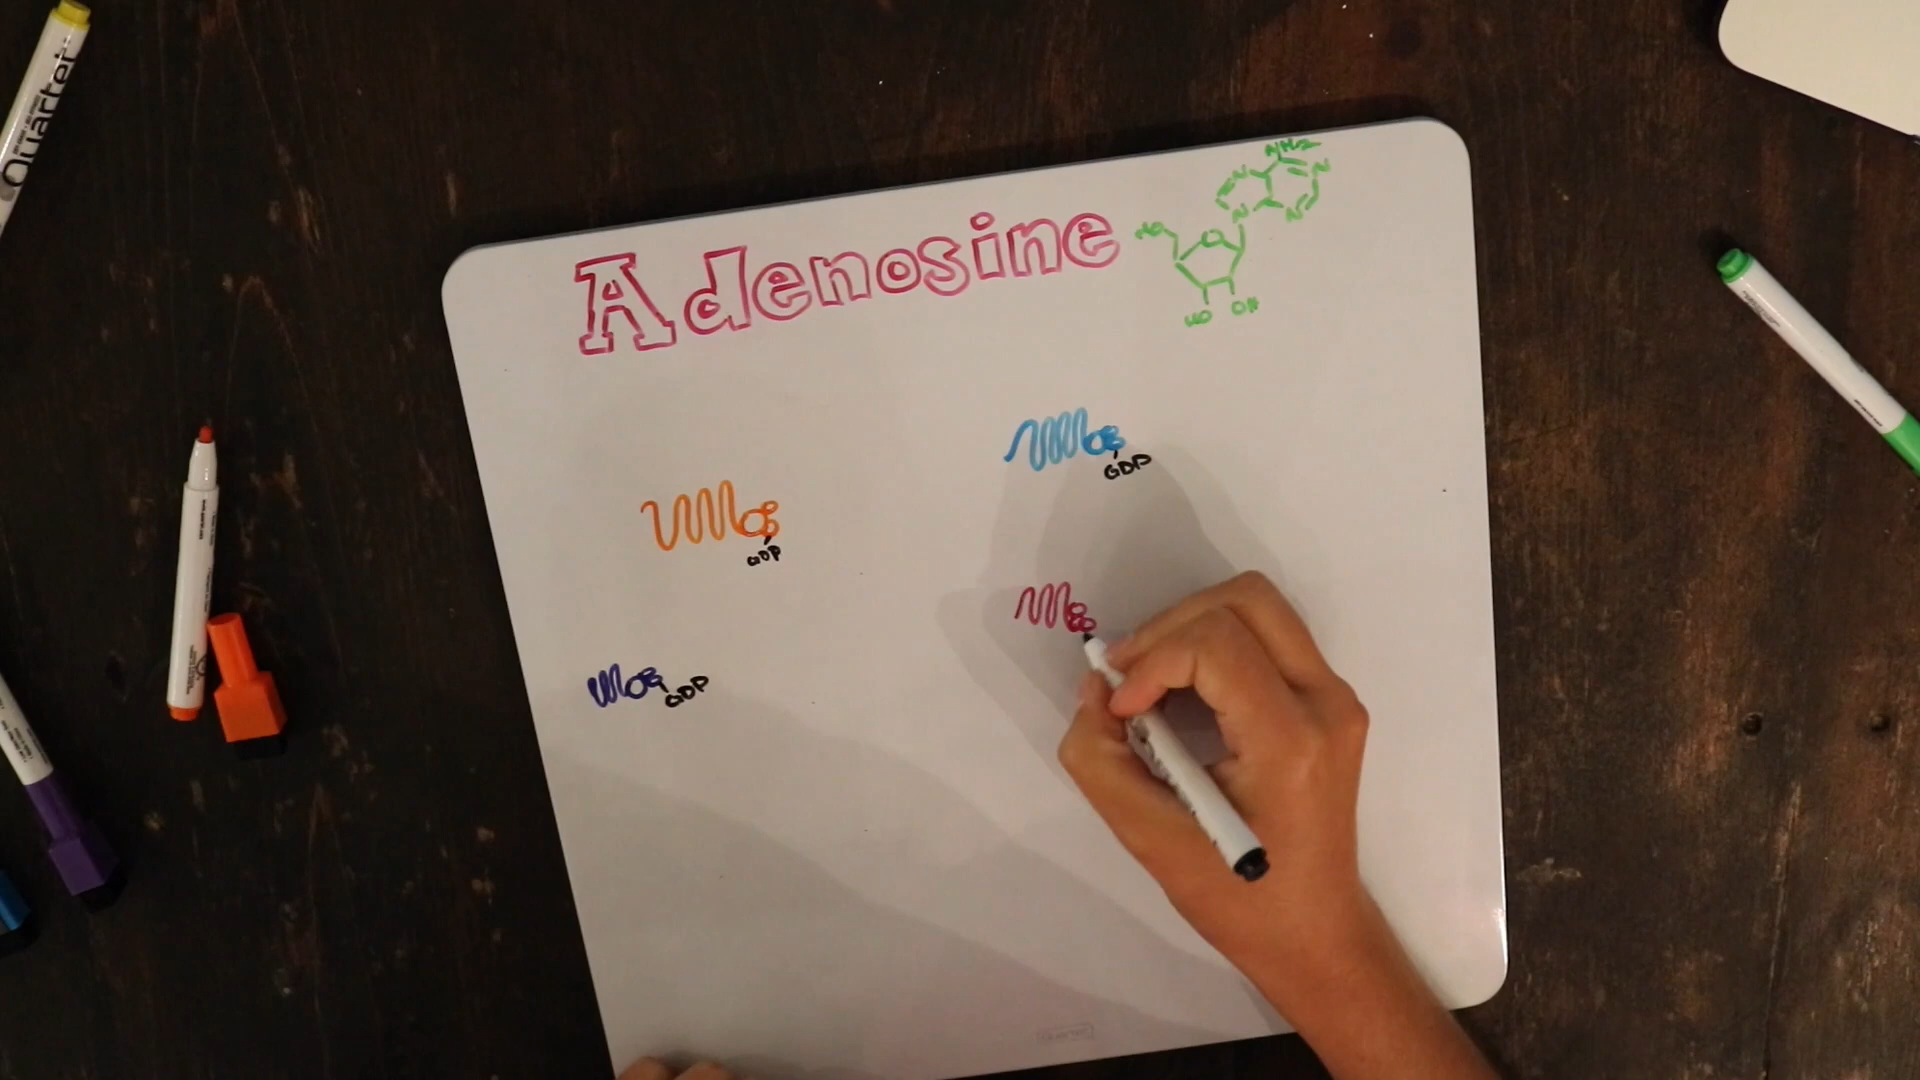 Quartet
Adenosine
NH2
N
N
N
N
HO
O
HO
OH
GDP
GDP
GDP